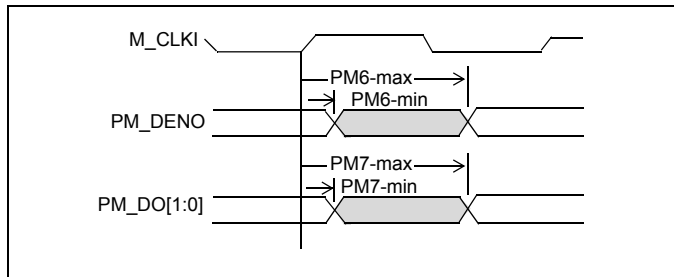 M_CLKI
PM6-max
PM6-min
PM_DENO
PM7-max
PM7-min
PM_DO[1:0]